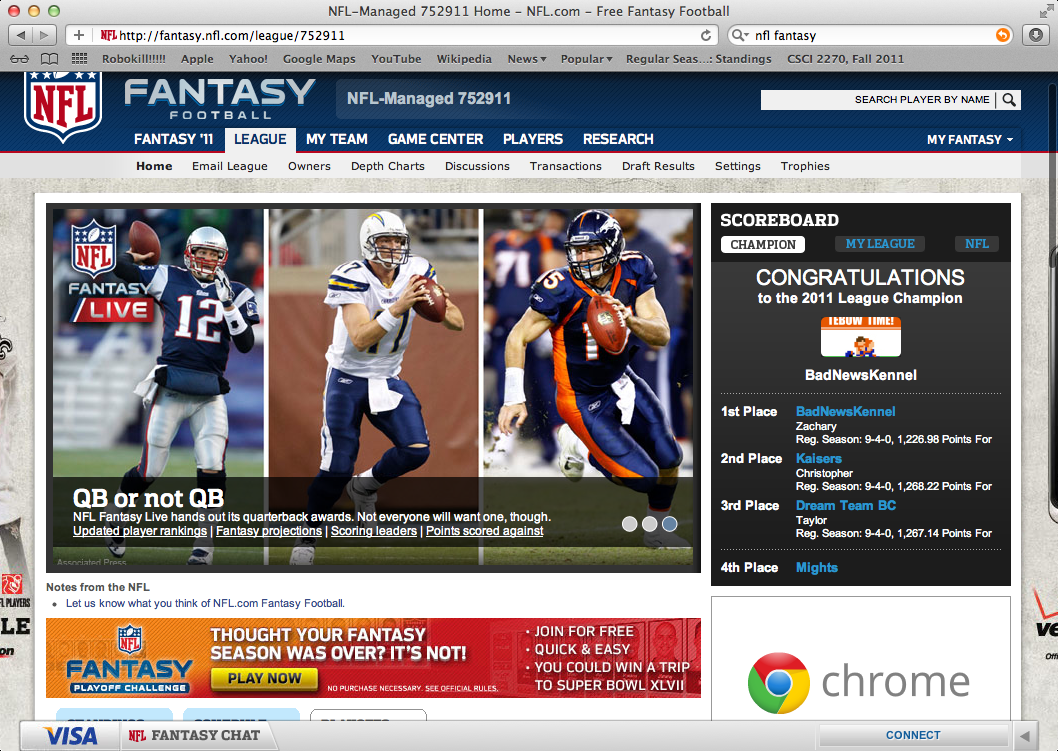 NFL-Managed 752911 Home – NFL.com – Free Fantasy Football
NFL http://fantasy.nfl.com/league/752911
nfl fantasy
Robokill!!!!! Apple Yahoo! Google Maps YouTube Wikipedia News Popular Regular Seas...: Standings CSCI 2270, Fall 2011
NFL
FANTASY
FOOTBALL
NFL-Managed 752911
SEARCH PLAYER BY NAME
FANTASY '11 LEAGUE MY TEAM GAME CENTER PLAYERS RESEARCH
MY FANTASY
Home Email League Owners Depth Charts Discussions Transactions Draft Results Settings Trophies
NFL
FANTASY
LIVE
12
17
71
15
QB or not QB
NFL Fantasy Live hands out its quarterback awards. Not everyone will want one, though.
Updated player rankings | Fantasy projections | Scoring leaders | Points scored against
Associated Press
SCOREBOARD
CHAMPION MY LEAGUE NFL
CONGRATULATIONS
to the 2011 League Champion
TEBOW TIME!
BadNewsKennel
1st Place BadNewsKennel
Zachary
Reg. Season: 9-4-0, 1,226.98 Points For
2nd Place Kaisers
Christopher
Reg. Season: 9-4-0, 1,268.22 Points For
3rd Place Dream Team BC
Taylor
Reg. Season: 9-4-0, 1,267.14 Points For
4th Place Mights
Notes from the NFL
Let us know what you think of NFL.com Fantasy Football.
NFL
FANTASY
PLAYOFF CHALLENGE
THOUGHT YOUR FANTASY
SEASON WAS OVER? IT'S NOT!
PLAY NOW
NO PURCHASE NECESSARY. SEE OFFICIAL RULES.
· JOIN FOR FREE
· QUICK & EASY
· YOU COULD WIN A TRIP
TO SUPER BOWL XLVII
chrome
VISA
NFL FANTASY CHAT
CONNECT